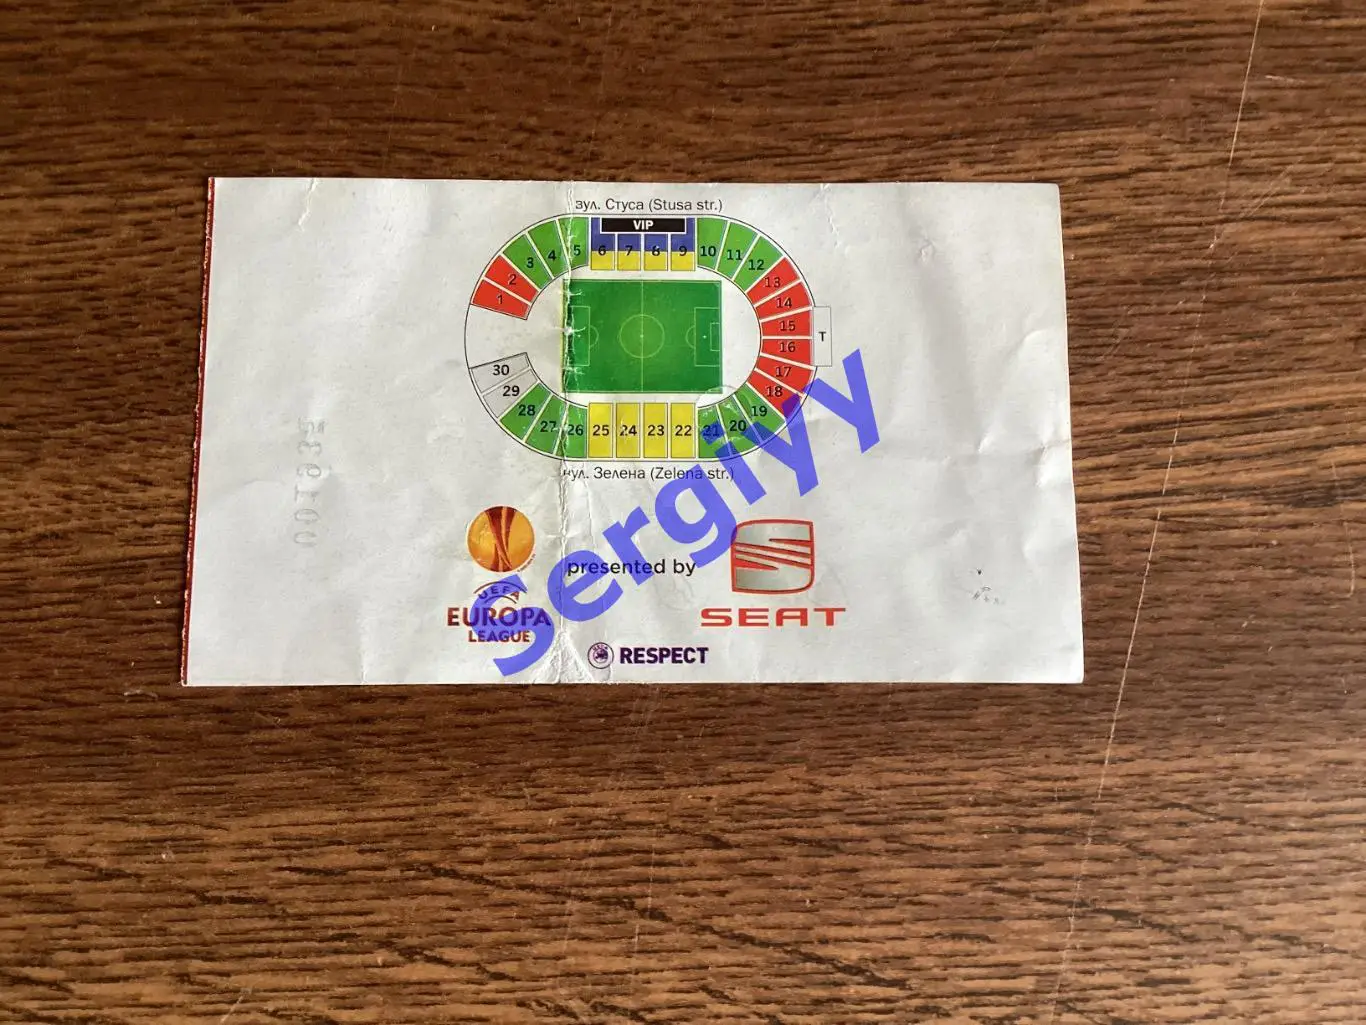 вул. Стуса (Stusa str.)
VIP
1 2 3 4 5 6 7 8 9 10 11 12 13 14 15 16 17 18 19 20 21 22 23 24 25 26 27 28 29 30
T
вул. Зелена (Zelena str.)
UEFA
EUROPA
LEAGUE
presented by
SEAT
RESPECT
Sergiyy